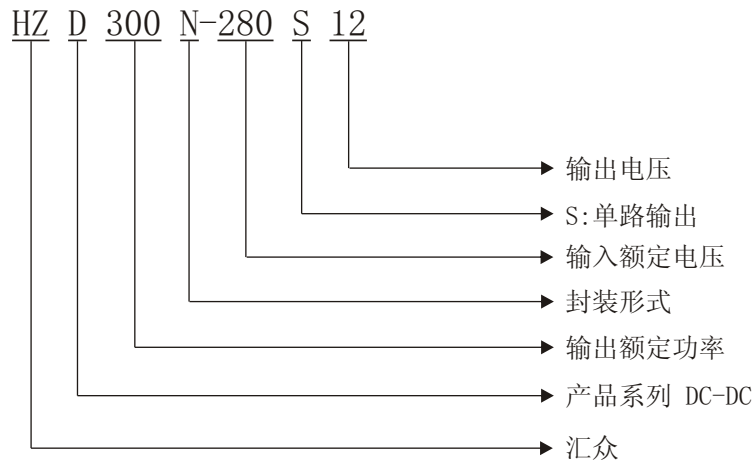 HZ D 300 N-280 S 12
输出电压
S:单路输出
输入额定电压
封装形式
输出额定功率
产品系列 DC-DC
汇众